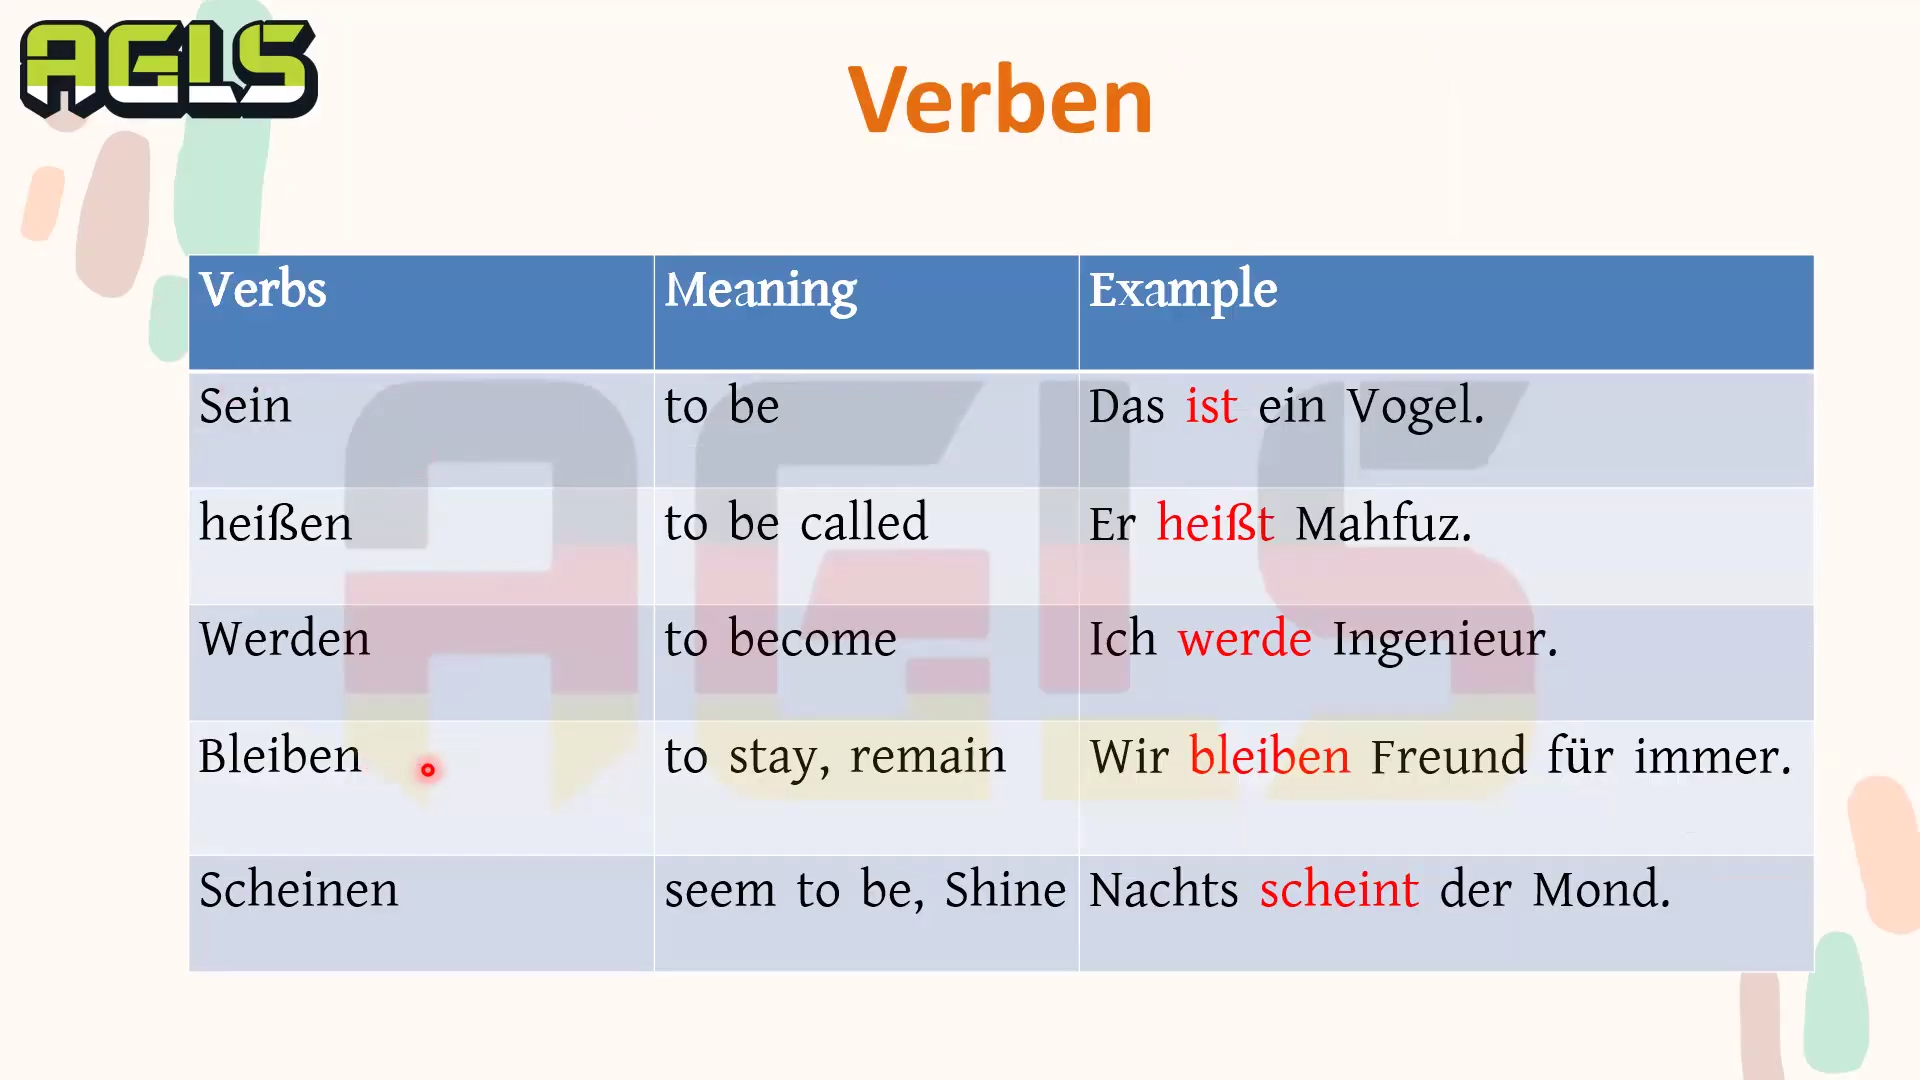 AGLS
Verben
Verbs Meaning Example
Sein to be Das ist ein Vogel.
heißen to be called Er heißt Mahfuz.
Werden to become Ich werde Ingenieur.
Bleiben to stay, remain Wir bleiben Freund für immer.
Scheinen seem to be, Shine Nachts scheint der Mond.